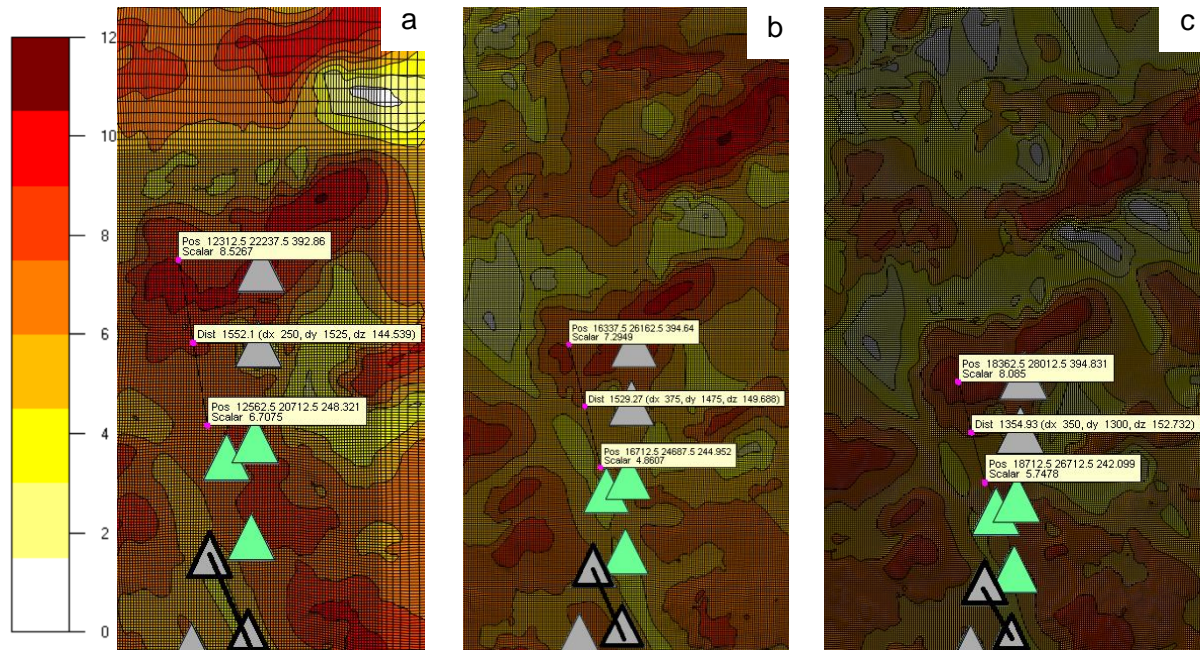 12
10
8
6
4
2
0
a
Pos 12312.5 22237.5 392.86
Scalar 8.5267
Dist 1552.1 (dx 250, dy 1525, dz 144.539)
Pos 12562.5 20712.5 248.321
Scalar 6.7075
b
Pos 16337.5 26162.5 394.64
Scalar 7.2949
Dist 1529.27 (dx 375, dy 1475, dz 149.688)
Pos 16712.5 24687.5 244.952
Scalar 4.8607
c
Pos 18362.5 28012.5 394.831
Scalar 8.085
Dist 1354.93 (dx 350, dy 1300, dz 152.732)
Pos 18712.5 26712.5 242.099
Scalar 5.7478